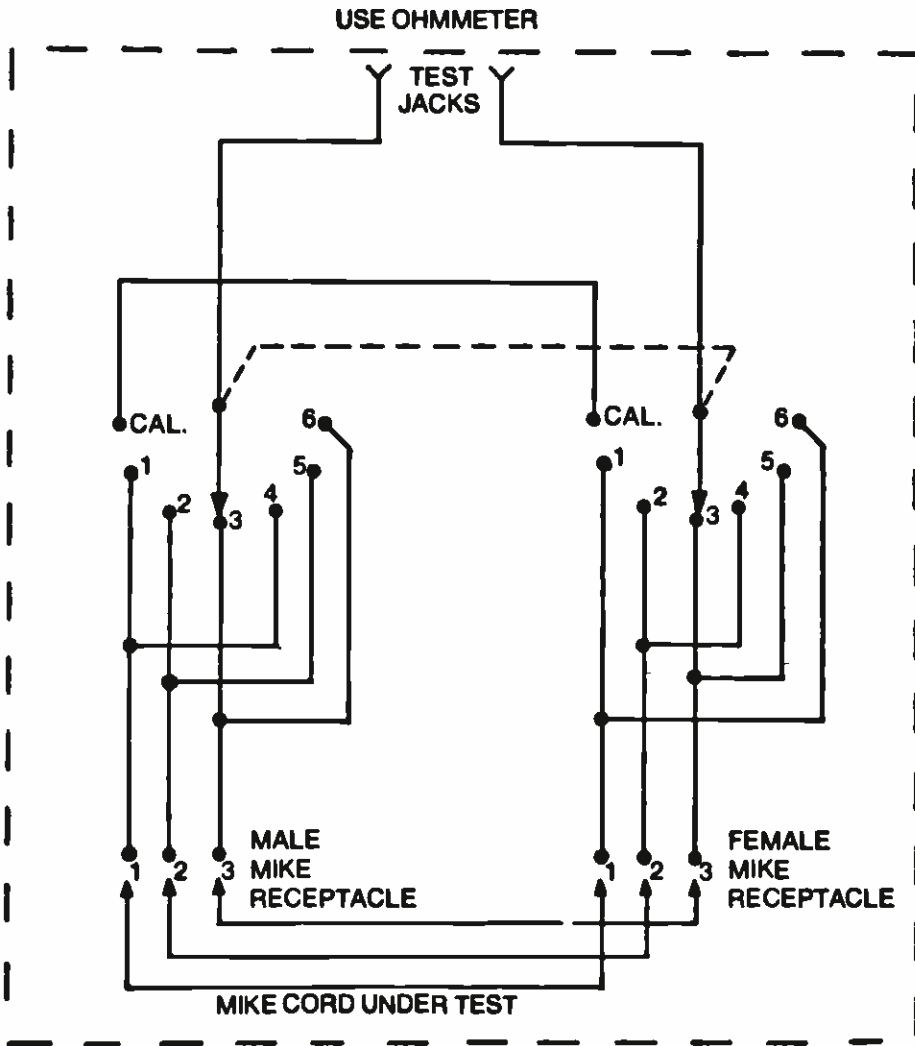 USE OHMMETER
TEST
JACKS
CAL.
CAL.
1
2
3
4
5
6
1
2
3
4
5
6
MALE
MIKE
RECEPTACLE
1
2
3
FEMALE
MIKE
RECEPTACLE
1
2
3
MIKE CORD UNDER TEST